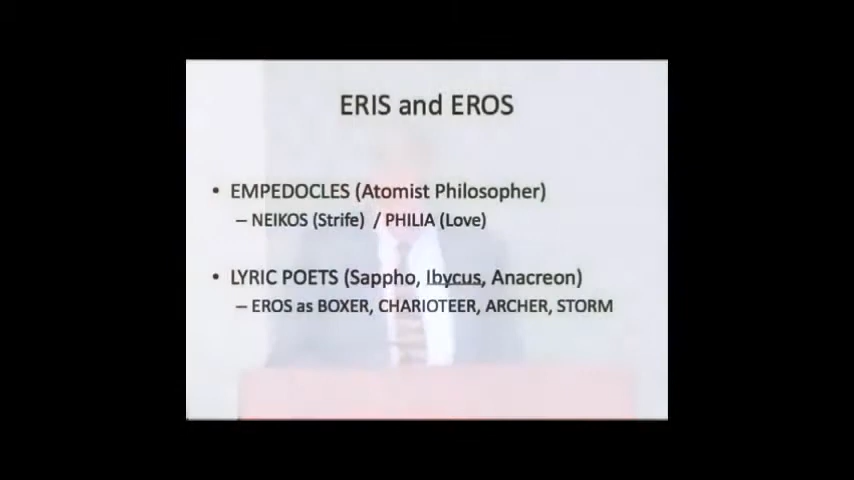 ERIS and EROS
• EMPEDOCLES (Atomist Philosopher)
– NEIKOS (Strife) / PHILIA (Love)
• LYRIC POETS (Sappho, Ibycus, Anacreon)
– EROS as BOXER, CHARIOTEER, ARCHER, STORM